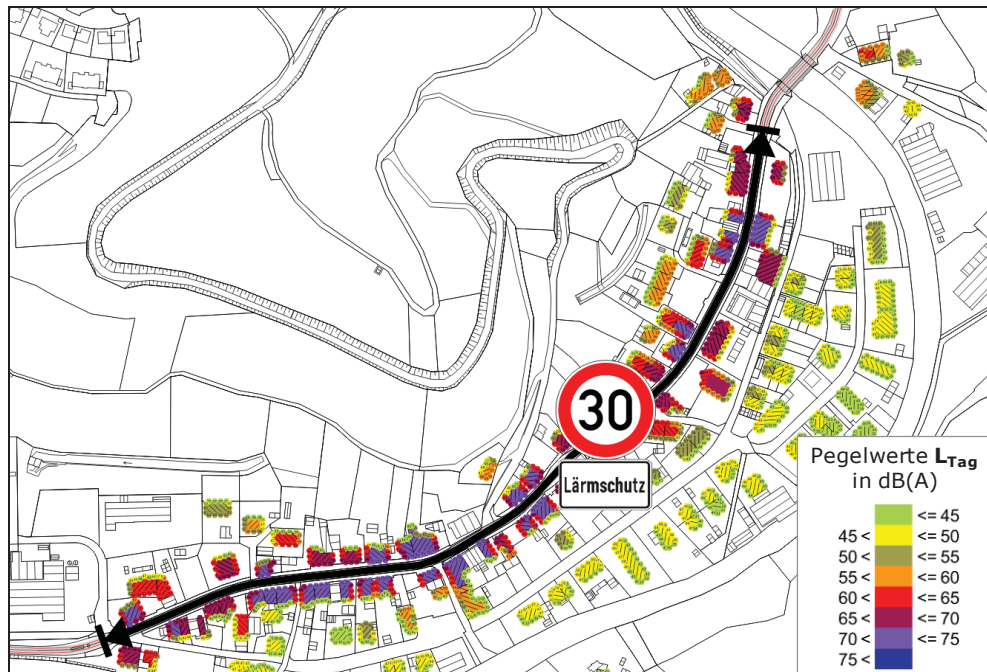 30
Lärmschutz
Pegelwerte L_Tag
in dB(A)
<= 45
45 < <= 50
50 < <= 55
55 < <= 60
60 < <= 65
65 < <= 70
70 < <= 75
75 <